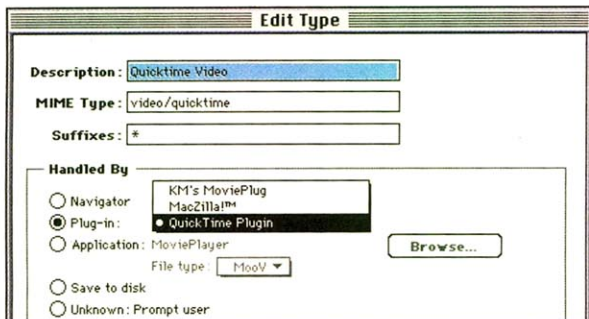 Edit Type
Description: Quicktime Video
MIME Type: video/quicktime
Suffixes: *
Handled By
Navigator
KM's MoviePlug
MacZilla!™
Plug-in: • QuickTime Plugin
Application: MoviePlayer
Browse...
File type: MooV
Save to disk
Unknown: Prompt user